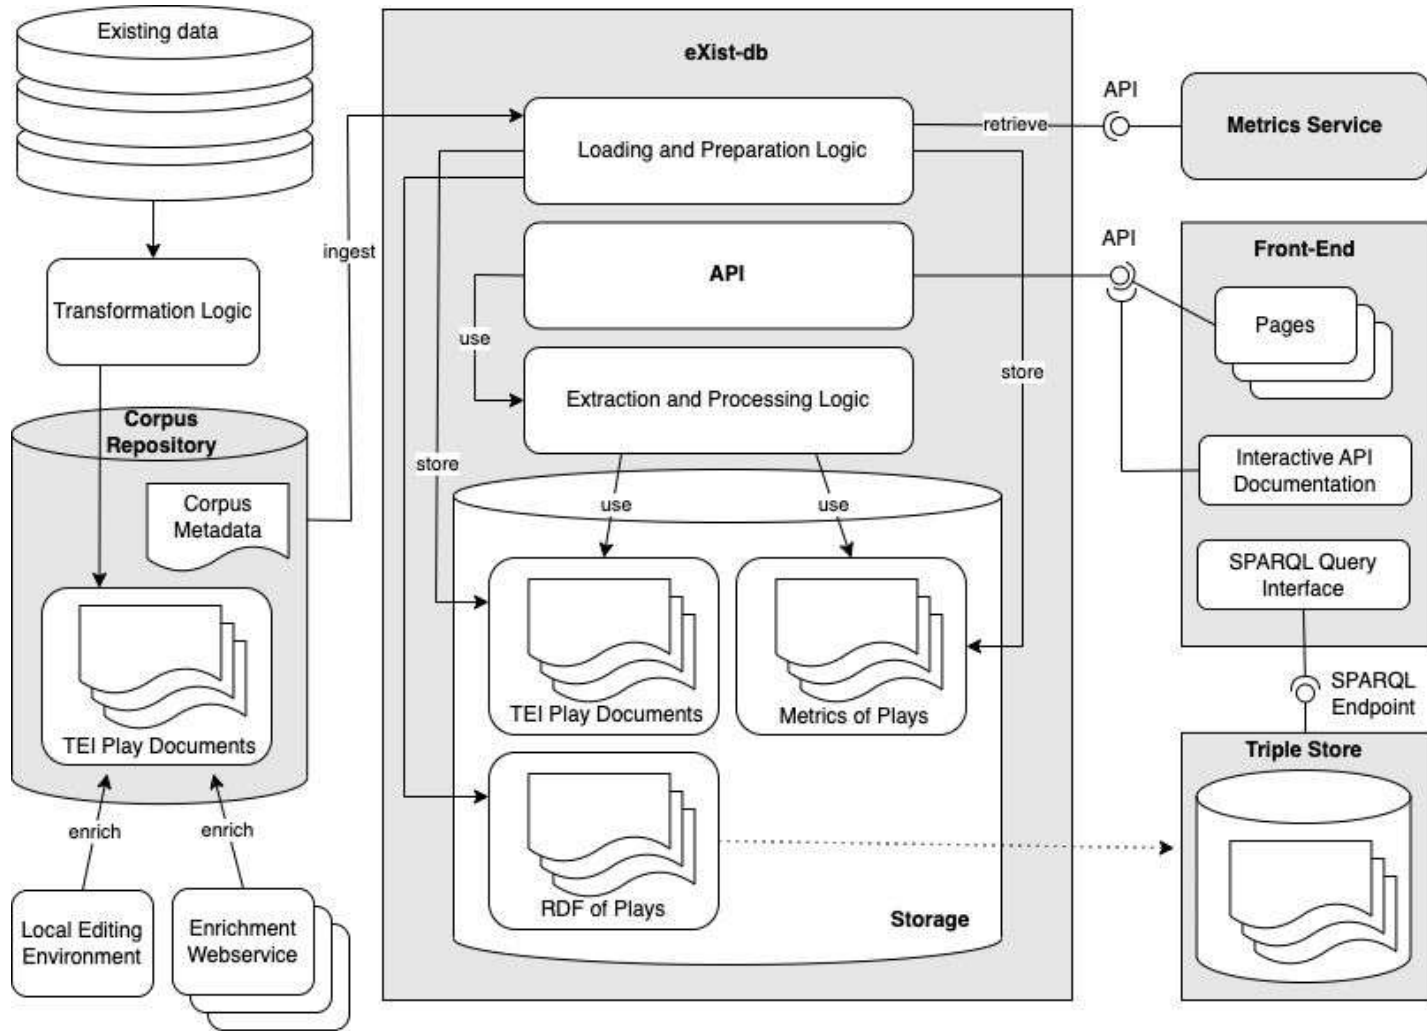 Existing data
Transformation Logic
Corpus
Repository
Corpus
Metadata
TEI Play Documents
enrich
enrich
Local Editing
Environment
Enrichment
Webservice
ingest
eXist-db
Loading and Preparation Logic
retrieve
API
use
Extraction and Processing Logic
store
store
use
use
TEI Play Documents
Metrics of Plays
RDF of Plays
Storage
API
Metrics Service
API
Front-End
Pages
Interactive API
Documentation
SPARQL Query
Interface
SPARQL
Endpoint
Triple Store